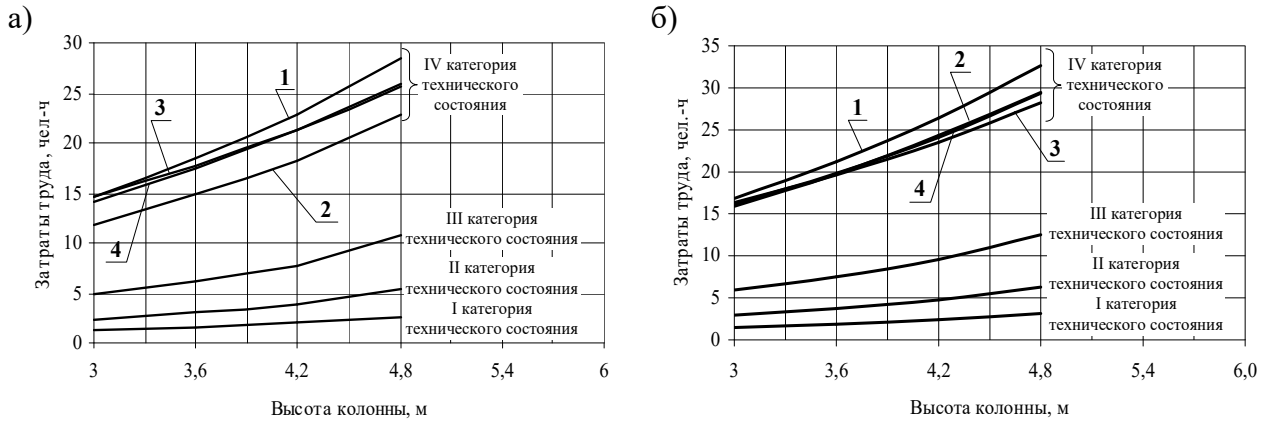 а)
Затраты труда, чел-ч
30
25
20
15
10
5
0
3
3,6
4,2
4,8
5,4
6
Высота колонны, м
1
3
2
4
IV категория
технического
состояния
III категория
технического состояния
II категория
технического состояния
I категория
технического состояния
б)
Затраты труда, чел.-ч
35
30
25
20
15
10
5
0
3
3,6
4,2
4,8
5,4
6,0
Высота колонны, м
1
2
3
4
IV категория
технического
состояния
III категория
технического состояния
II категория
технического состояния
I категория
технического состояния